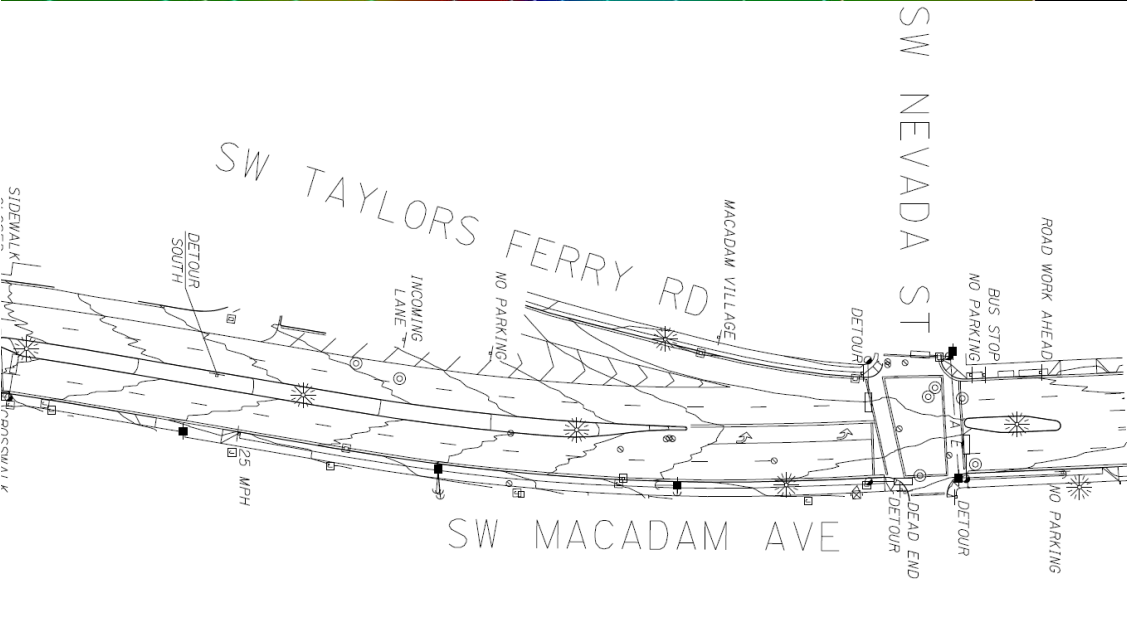 SW NEVADA ST
SW TAYLORS FERRY RD
SIDEWALK
DETOUR
SOUTH
INCOMING
LANE
NO PARKING
MACADAM VILLAGE
DETOUR
BUS STOP
NO PARKING
ROAD WORK AHEAD
CROSSWALK
25 MPH
SW MACADAM AVE
DEAD END
DETOUR
DETOUR
NO PARKING